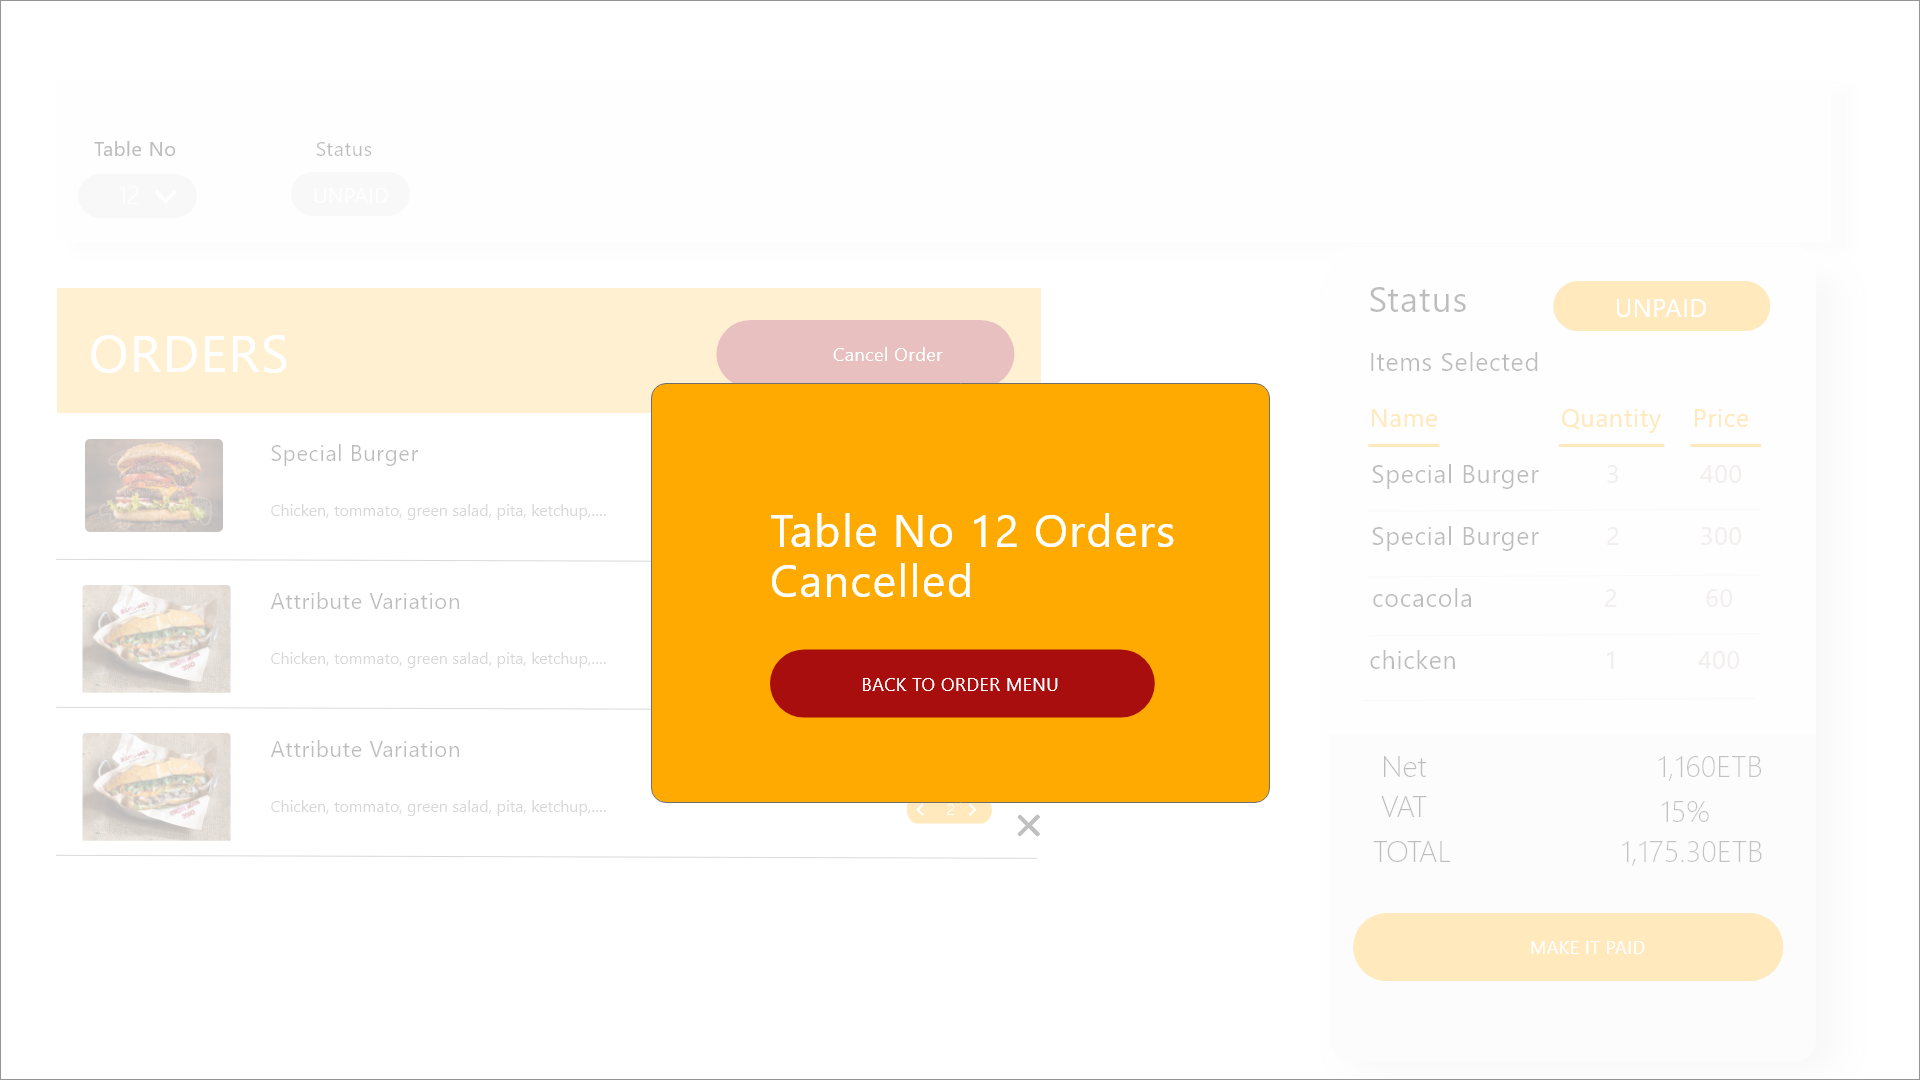 Table No
Status
12
UNPAID
ORDERS
Cancel Order
Special Burger
Chicken, tommato, green salad, pita, ketchup,....
Attribute Variation
Chicken, tommato, green salad, pita, ketchup,....
Attribute Variation
Chicken, tommato, green salad, pita, ketchup,....
2
Table No 12 Orders
Cancelled
BACK TO ORDER MENU
Status
UNPAID
Items Selected
Name Quantity Price
Special Burger 3 400
Special Burger 2 300
cocacola 2 60
chicken 1 400
Net 1,160ETB
VAT 15%
TOTAL 1,175.30ETB
MAKE IT PAID